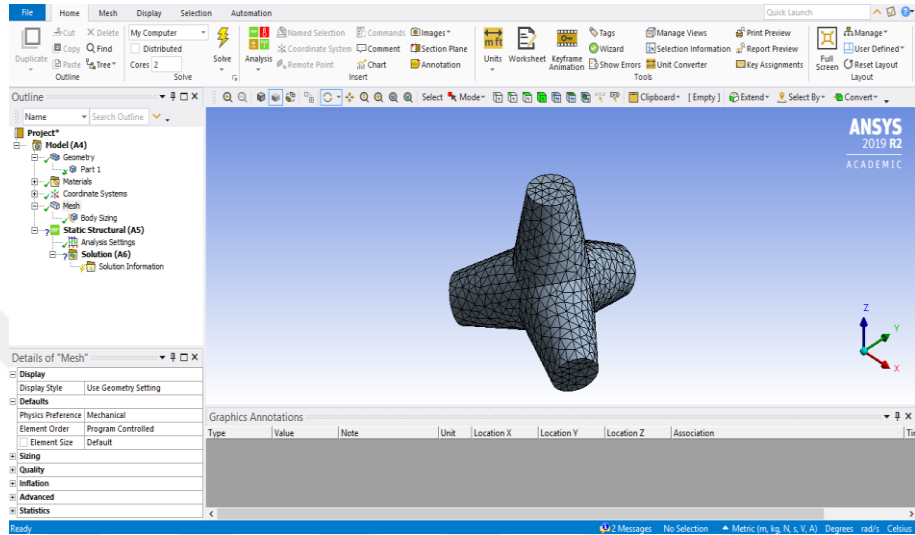 File Home Mesh Display Selection Automation Quick Launch
Duplicate
Cut X Delete
Copy Find
Paste Tree
Outline
My Computer
Distributed
Cores 2
Solve
Solve
Analysis
Named Selection Commands Images
Coordinate System Comment Section Plane
Remote Point Chart Annotation
Insert
Units Worksheet Keyframe Animation
Tags
Wizard
Show Errors
Manage Views
Selection Information
Unit Converter
Print Preview
Report Preview
Key Assignments
Tools
Full Screen
Manage
User Defined
Reset Layout
Layout
Outline
Name Search Outline
Project*
Model (A4)
Geometry
Part 1
Materials
Coordinate Systems
Mesh
Body Sizing
Static Structural (A5)
Analysis Settings
Solution (A6)
Solution Information
Select Mode Clipboard [Empty] Extend Select By Convert
ANSYS
2019 R2
ACADEMIC
Z
Y
X
Details of "Mesh"
Display
Display Style Use Geometry Setting
Defaults
Physics Preference Mechanical
Element Order Program Controlled
Element Size Default
Sizing
Quality
Inflation
Advanced
Statistics
Graphics Annotations
Type Value Note Unit Location X Location Y Location Z Association
Ready 2 Messages No Selection Metric (m, kg, N, s, V, A) Degrees rad/s Celsius